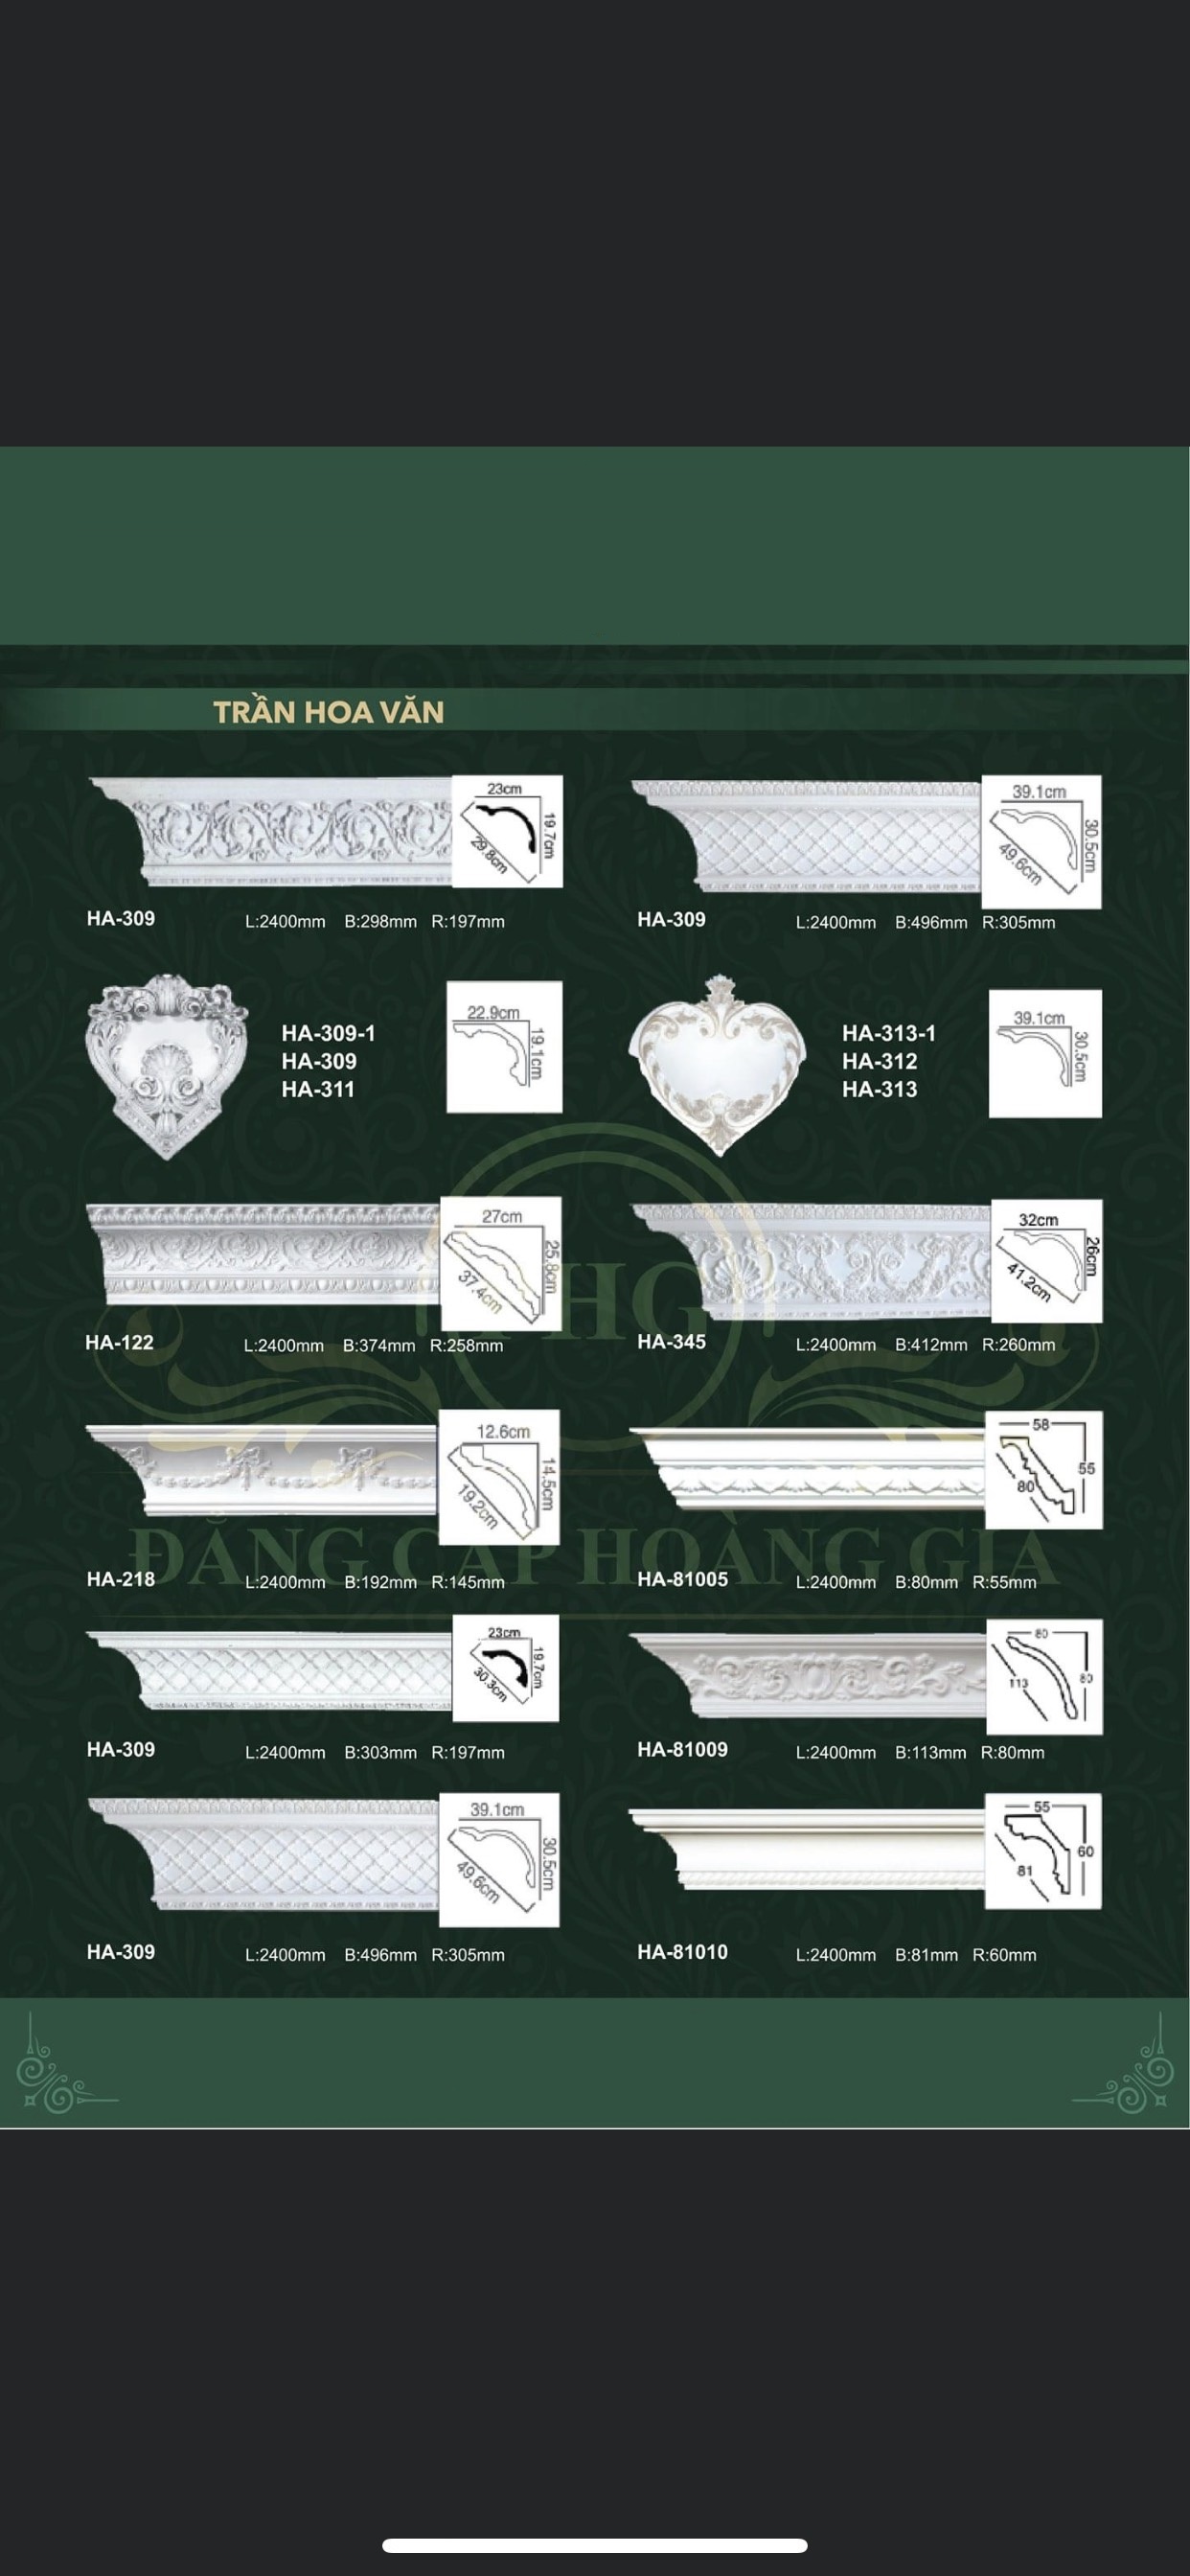 TRẦN HOA VĂN
23cm
19.7cm
29.8cm
HA-309 L:2400mm B:298mm R:197mm
39.1cm
30.5cm
49.6cm
HA-309 L:2400mm B:496mm R:305mm
HA-309-1
HA-309
HA-311
22.9cm
19.1cm
HA-313-1
HA-312
HA-313
39.1cm
30.5cm
27cm
25.8cm
37.4cm
HA-122 L:2400mm B:374mm R:258mm
32cm
26cm
41.2cm
HA-345 L:2400mm B:412mm R:260mm
HG
12.6cm
14.5cm
19.2cm
HA-218 L:2400mm B:192mm R:145mm
58
55
80
HA-81005 L:2400mm B:80mm R:55mm
ĐẲNG CẤP HOÀNG GIA
23cm
19.7cm
30.3cm
HA-309 L:2400mm B:303mm R:197mm
80
80
113
HA-81009 L:2400mm B:113mm R:80mm
39.1cm
30.5cm
49.6cm
HA-309 L:2400mm B:496mm R:305mm
55
60
81
HA-81010 L:2400mm B:81mm R:60mm